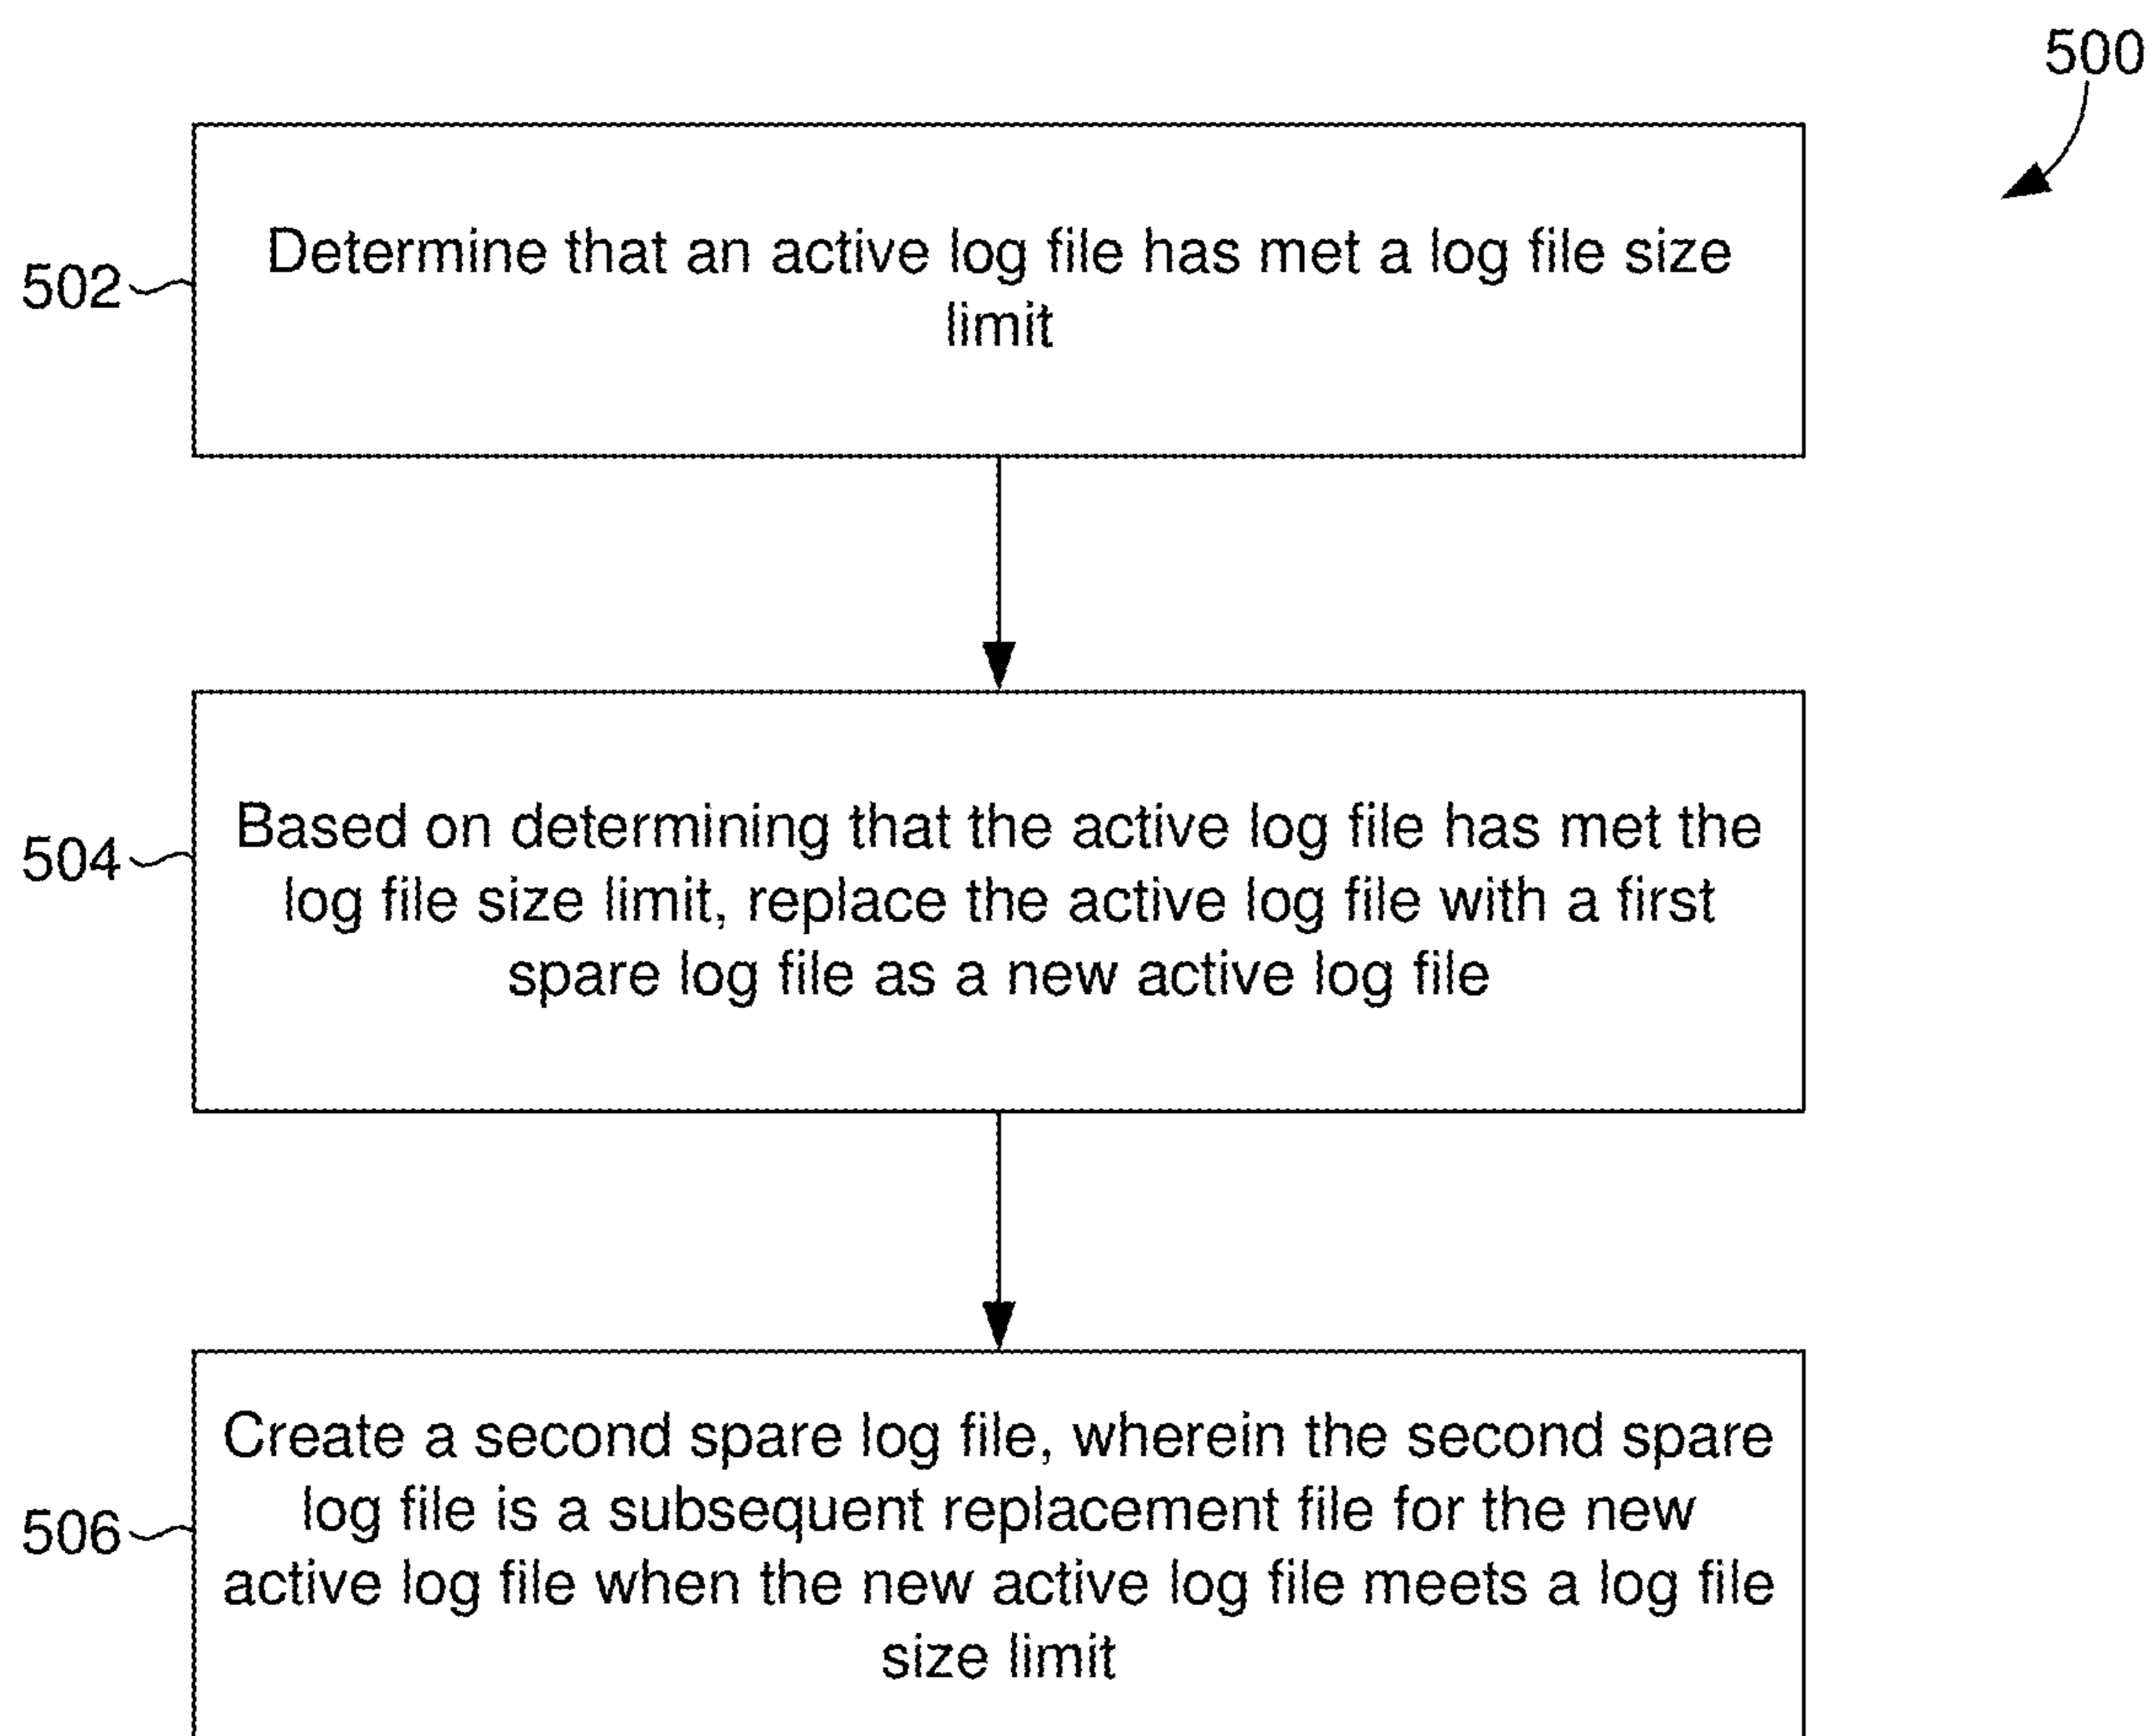 500
502
Determine that an active log file has met a log file size
limit
504
Based on determining that the active log file has met the
log file size limit, replace the active log file with a first
spare log file as a new active log file
506
Create a second spare log file, wherein the second spare
log file is a subsequent replacement file for the new
active log file when the new active log file meets a log file
size limit